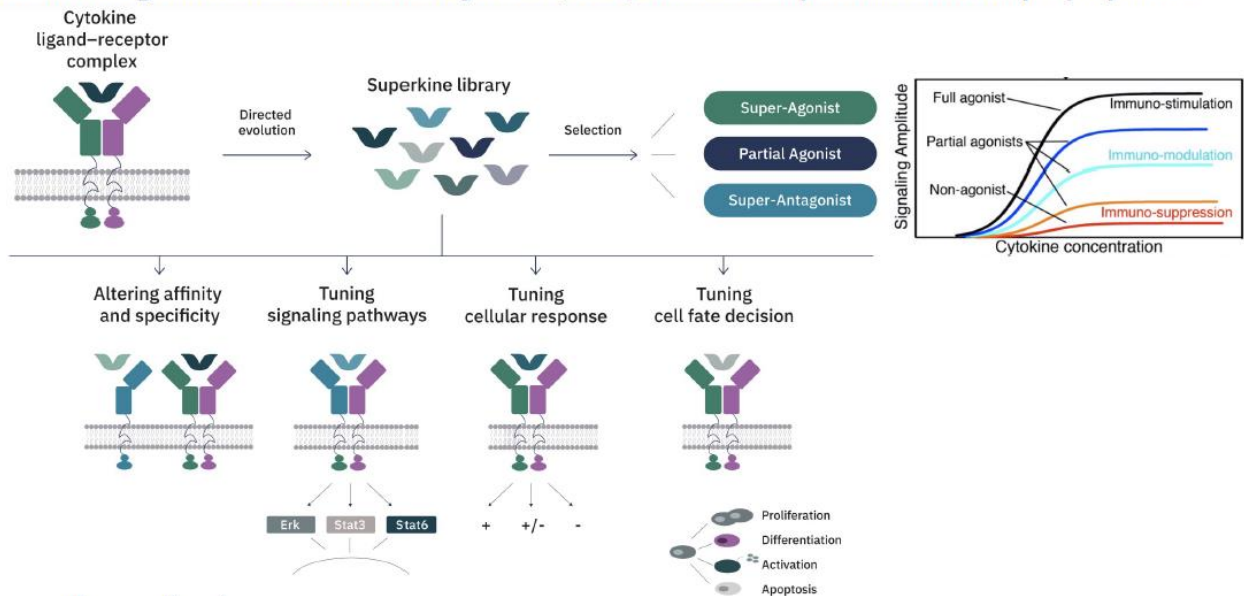 Cytokine
ligand–receptor
complex
Directed
evolution
Superkine library
Selection
Super-Agonist
Partial Agonist
Super-Antagonist
Signaling Amplitude
Full agonist
Partial agonists
Non-agonist
Immuno-stimulation
Immuno-modulation
Immuno-suppression
Cytokine concentration
Altering affinity
and specificity
Tuning
signaling pathways
Tuning
cellular response
Tuning
cell fate decision
Erk
Stat3
Stat6
+
+/-
-
Proliferation
Differentiation
Activation
Apoptosis